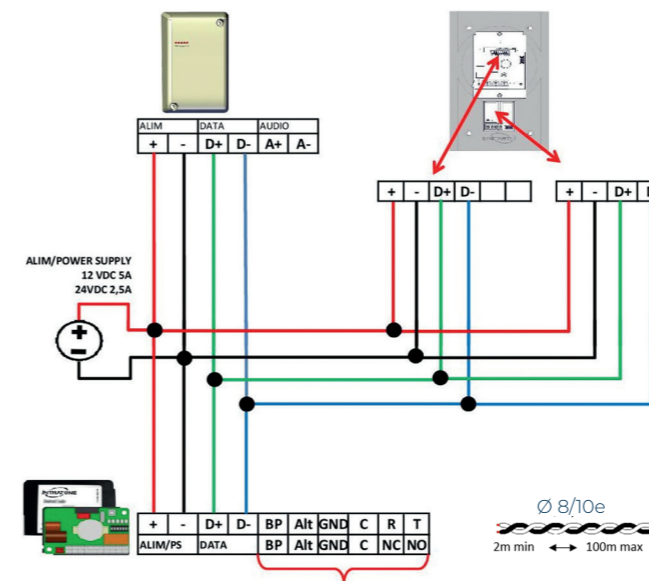 ALIM DATA AUDIO
+ - D+ D- A+ A-
+ - D+ D-
+ - D+
ALIM/POWER SUPPLY
12 VDC 5A
24VDC 2,5A
+
-
INTRATONE
+ - D+ D- BP Alt GND C R T
ALIM/PS DATA BP Alt GND C NC NO
Ø 8/10e
2m min 100m max